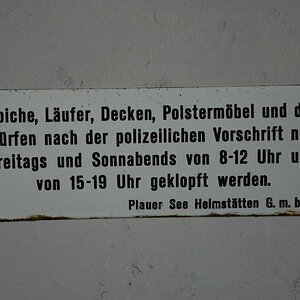 piche, Läufer, Decken, Polstermöbel und d
ürfen nach der polizeilichen Vorschrift n
reitags und Sonnabends von 8-12 Uhr u
von 15-19 Uhr geklopft werden.
Plauer See Heimstätten G. m. b